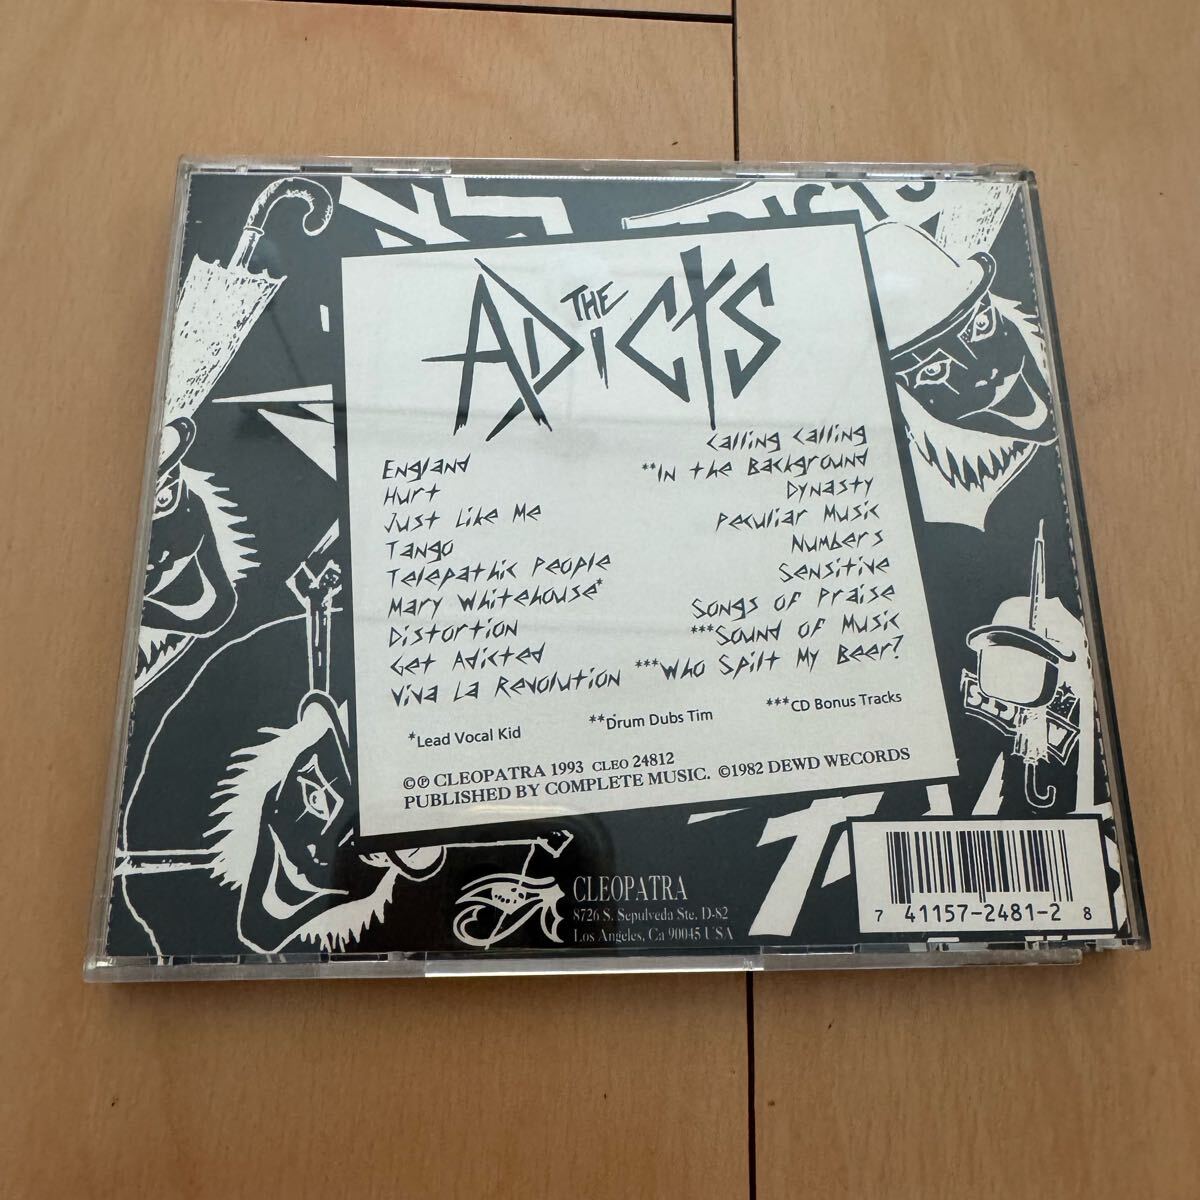 THE
ADICTS
England
Hurt
Just Like Me
Tango
Telepathic People
Mary Whitehouse*
Distortion
Get Adicted
Viva La Revolution
Calling Calling
**In the Background
Dynasty
Peculiar Music
Numbers
Sensitive
Songs of Praise
***Sound of Music
***Who Spilt My Beer?
*Lead Vocal Kid
**Drum Dubs Tim
***CD Bonus Tracks
©℗ CLEOPATRA 1993 CLEO 24812
PUBLISHED BY COMPLETE MUSIC. ©1982 DEWD WECORDS
CLEOPATRA
8726 S. Sepulveda Ste. D-82
Los Angeles, Ca 90045 USA
7 41157-2481-2 8